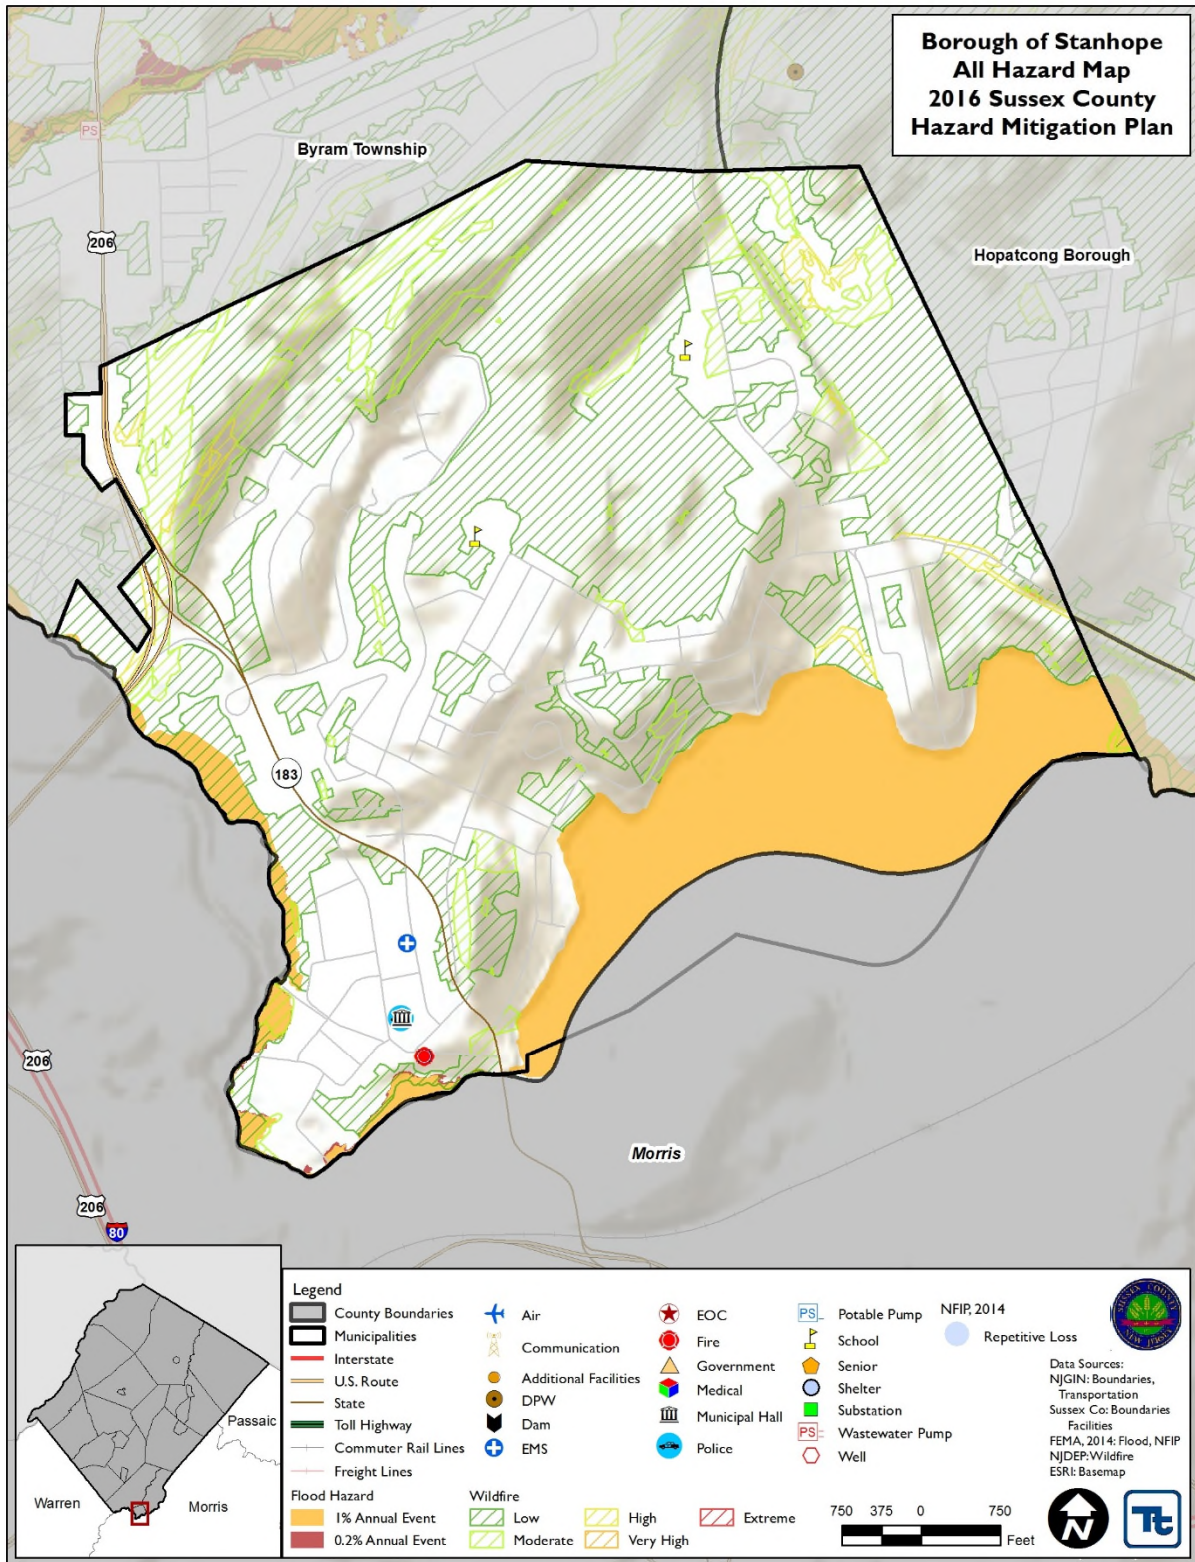 Borough of Stanhope
All Hazard Map
2016 Sussex County
Hazard Mitigation Plan
PS
Byram Township
206
Hopatcong Borough
183
206
Morris
206
80
Warren
Morris
Passaic
Legend
County Boundaries
Municipalities
Interstate
U.S. Route
State
Toll Highway
Commuter Rail Lines
Freight Lines
Air
Communication
Additional Facilities
DPW
Dam
EMS
EOC
Fire
Government
Medical
Municipal Hall
Police
PS Potable Pump
School
Senior
Shelter
Substation
PS Wastewater Pump
Well
NFIP, 2014
Repetitive Loss
SUSSEX COUNTY
NEW JERSEY
Data Sources:
NJGIN: Boundaries,
Transportation
Sussex Co: Boundaries
Facilities
FEMA, 2014: Flood, NFIP
NJDEP: Wildfire
ESRI: Basemap
Flood Hazard
1% Annual Event
0.2% Annual Event
Wildfire
Low
Moderate
High
Very High
Extreme
750 375 0 750
Feet
N
Tt